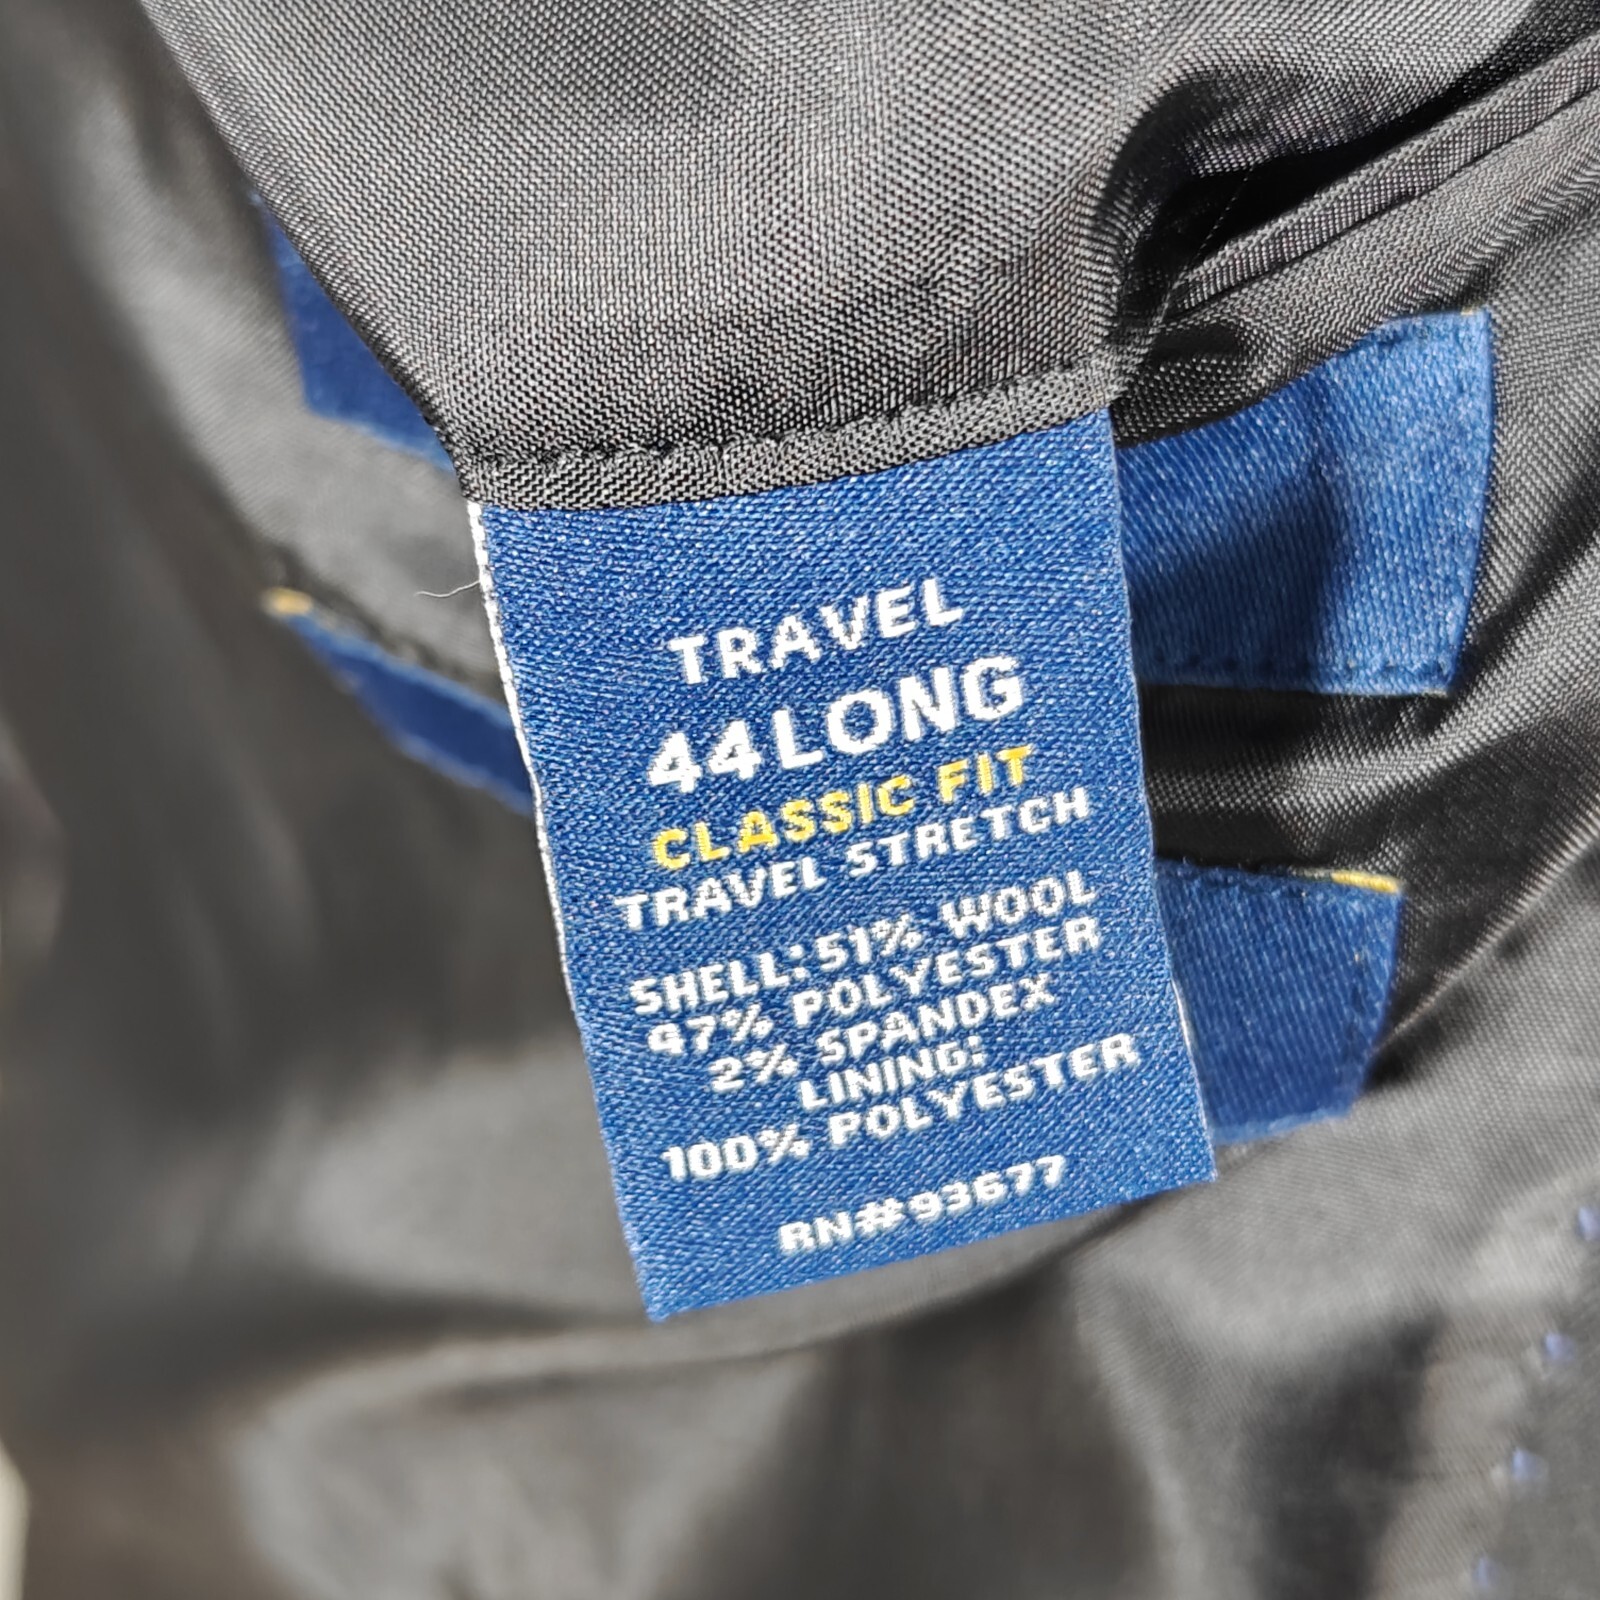 TRAVEL
44LONG
CLASSIC FIT
TRAVEL STRETCH
SHELL: 51% WOOL
47% POLYESTER
2% SPANDEX
LINING:
100% POLYESTER
RN#93677